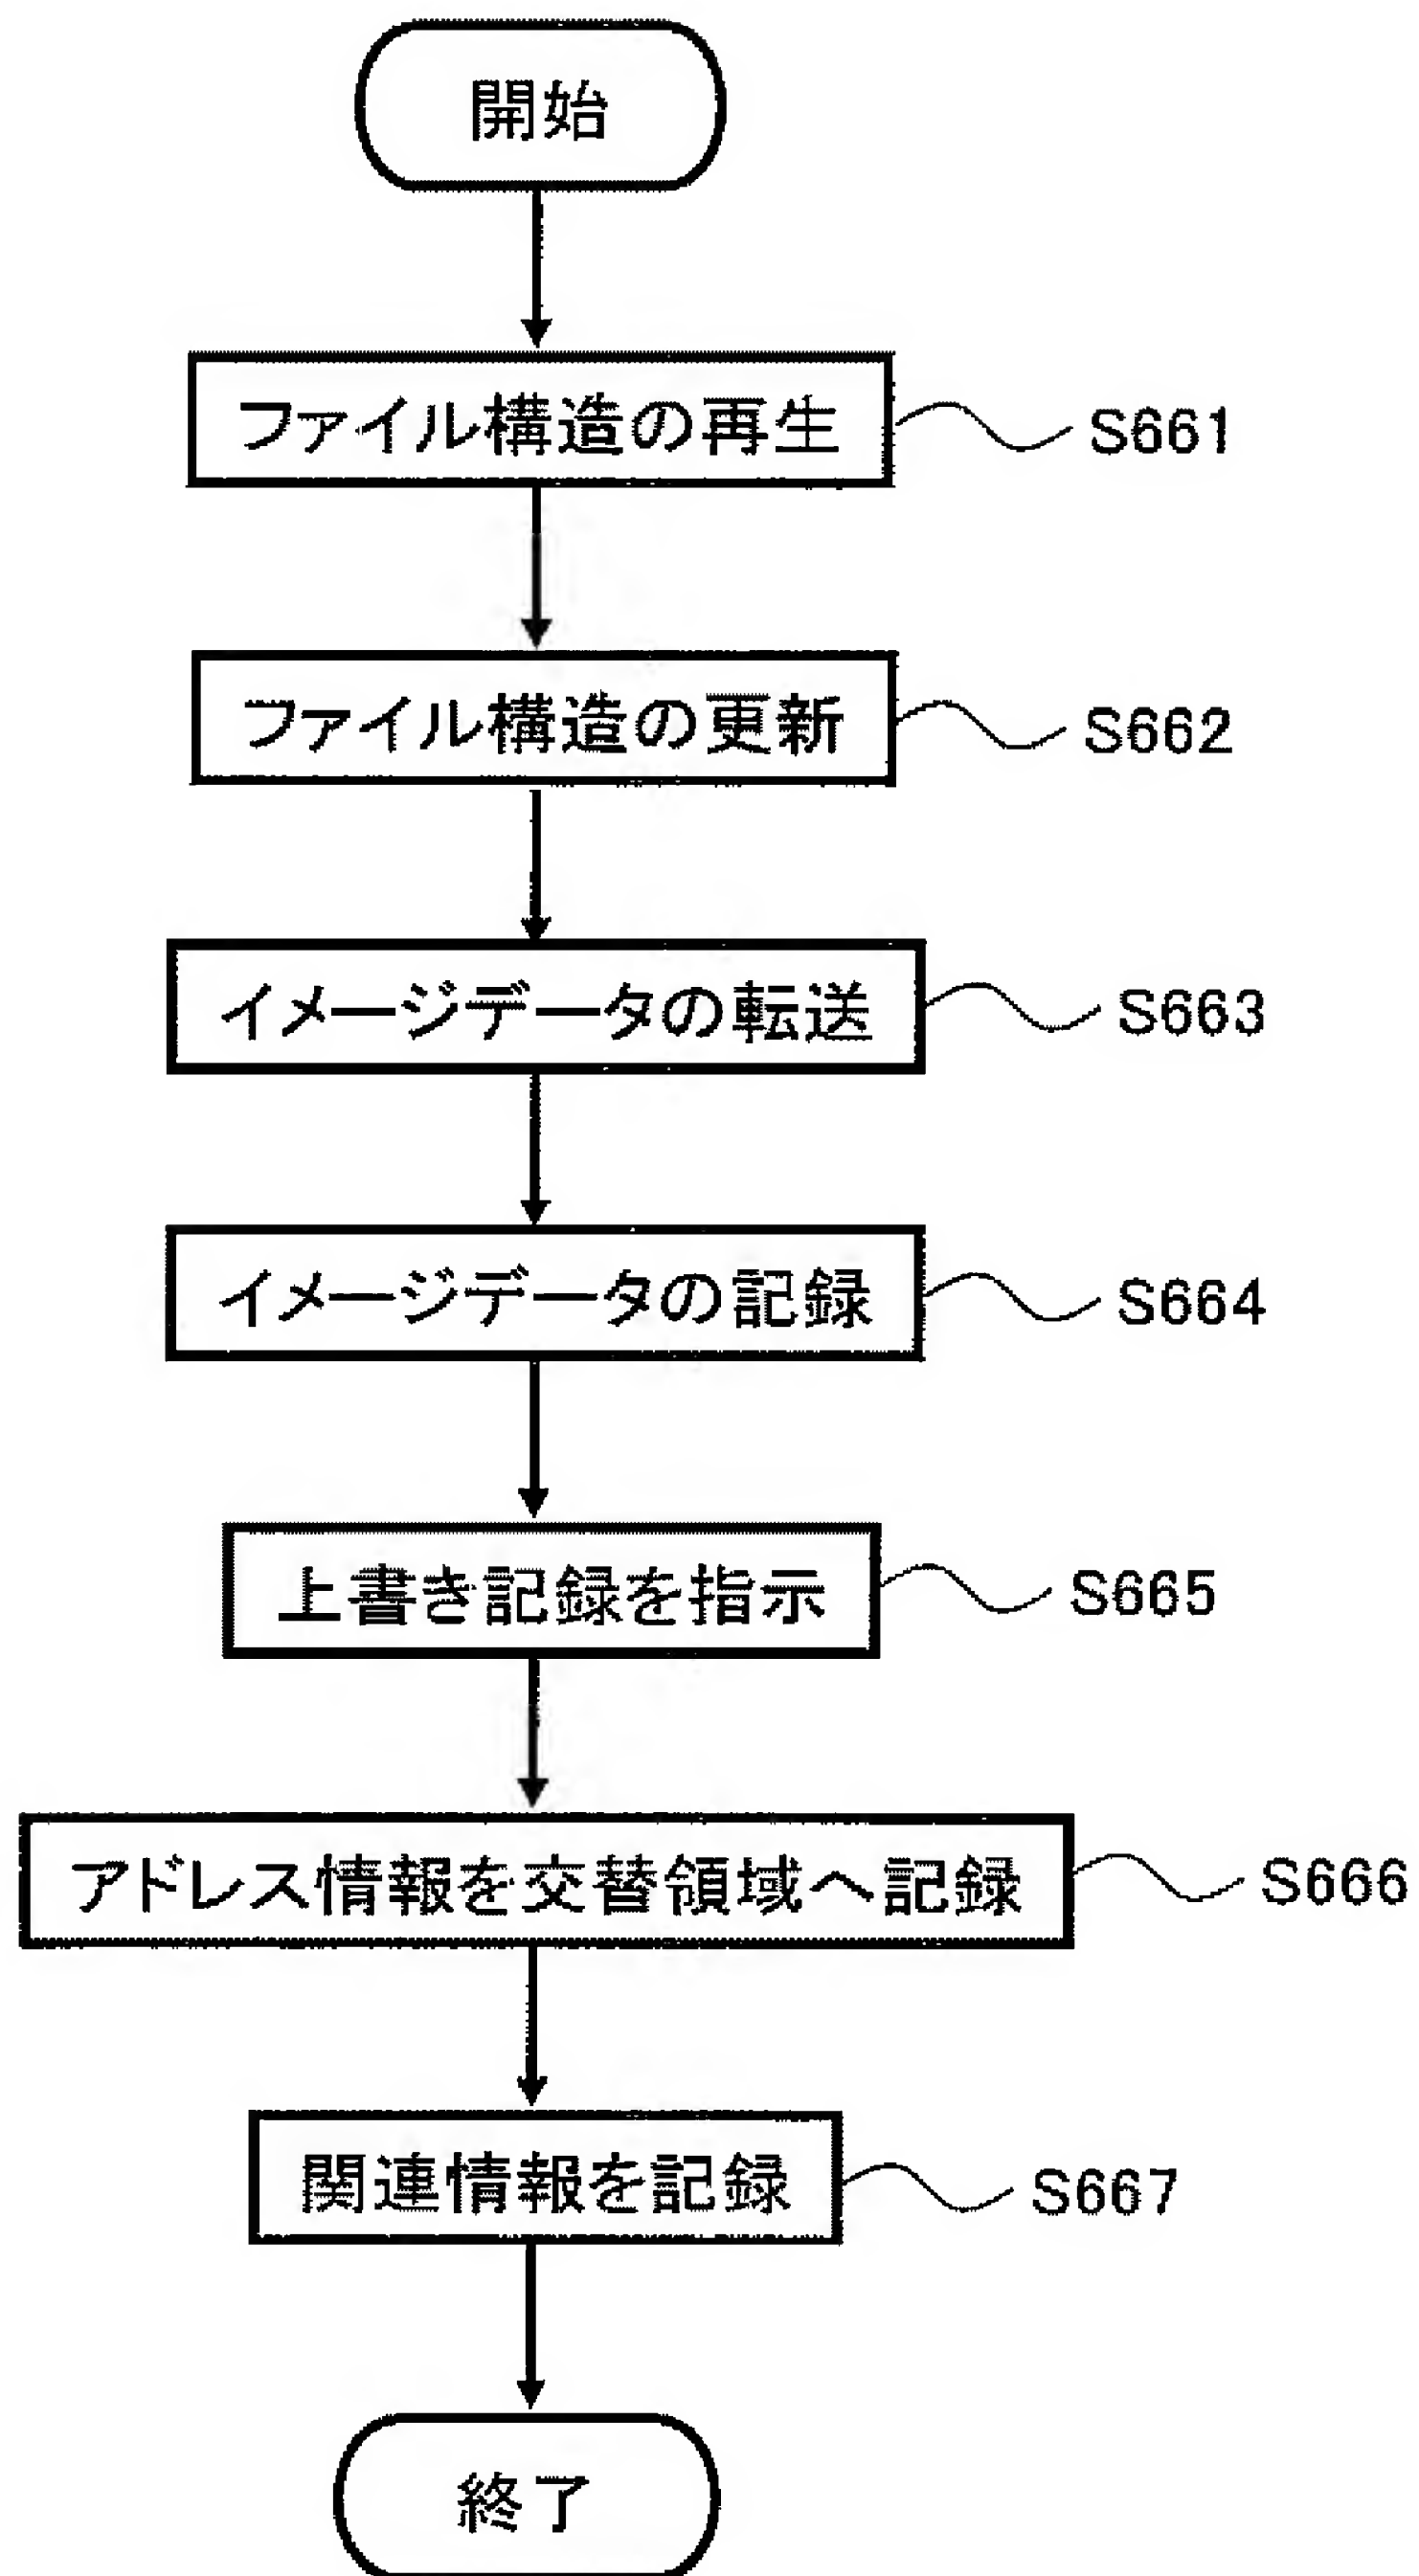 開始
ファイル構造の再生 S661
ファイル構造の更新 S662
イメージデータの転送 S663
イメージデータの記録 S664
上書き記録を指示 S665
アドレス情報を交替領域へ記録 S666
関連情報を記録 S667
終了